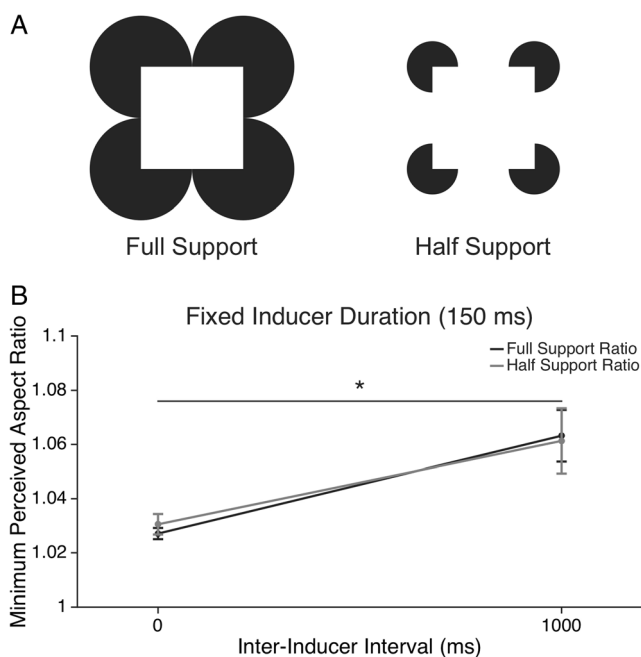 A
Full Support
Half Support
B
Fixed Inducer Duration (150 ms)
Minimum Perceived Aspect Ratio
1.1
1.08
1.06
1.04
1.02
1
Full Support Ratio
Half Support Ratio
*
0
1000
Inter-Inducer Interval (ms)